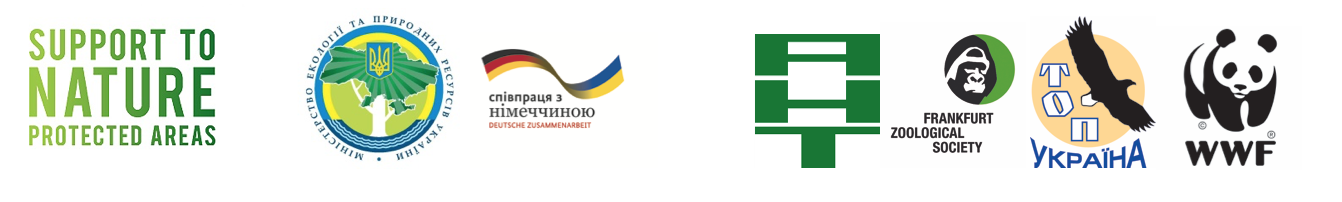 SUPPORT TO
NATURE
PROTECTED AREAS
МІНІСТЕРСТВО ЕКОЛОГІЇ ТА ПРИРОДНИХ РЕСУРСІВ УКРАЇНИ
співпраця з
німеччиною
DEUTSCHE ZUSAMMENARBEIT
FRANKFURT
ZOOLOGICAL
SOCIETY
ТОП
УКРАЇНА
©
®
WWF